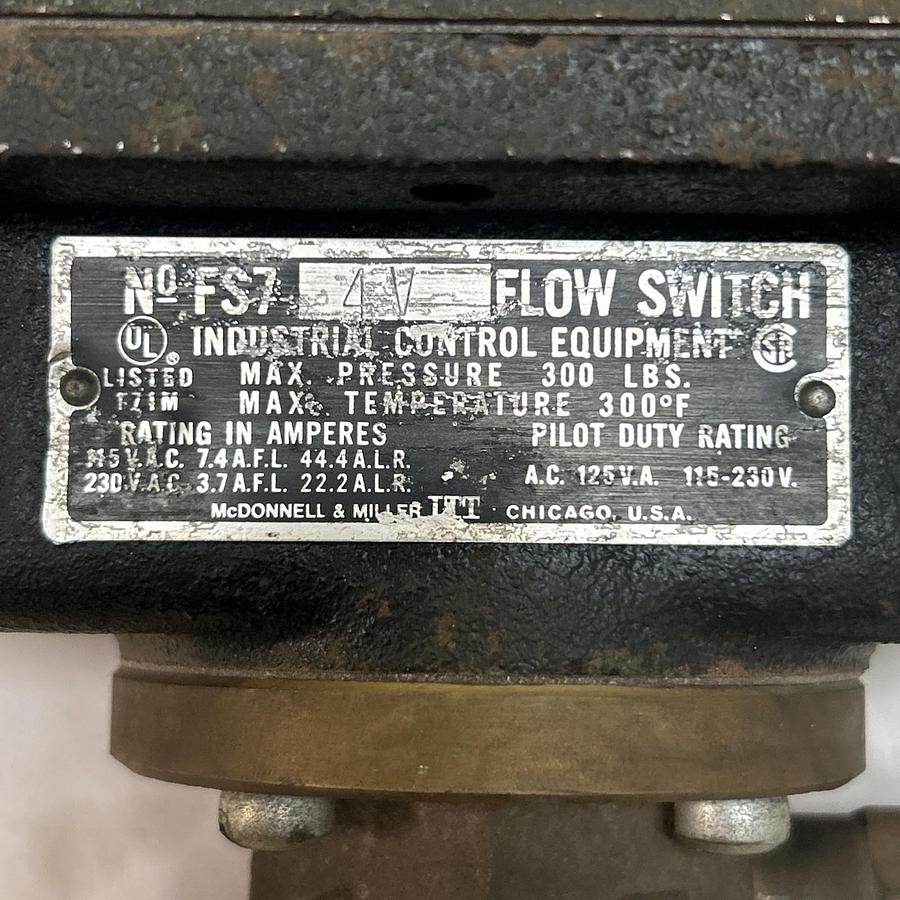 Nº FS7 4V FLOW SWITCH
UL ® INDUSTRIAL CONTROL EQUIPMENT SA
LISTED MAX. PRESSURE 300 LBS.
MAX. TEMPERATURE 300°F
RATING IN AMPERES PILOT DUTY RATING
115 V.A.C. 7.4 A.F.L. 44.4 A.L.R.
230 V.A.C. 3.7 A.F.L. 22.2 A.L.R. A.C. 125 V.A. 115-230 V.
McDONNELL & MILLER ITT CHICAGO, U.S.A.